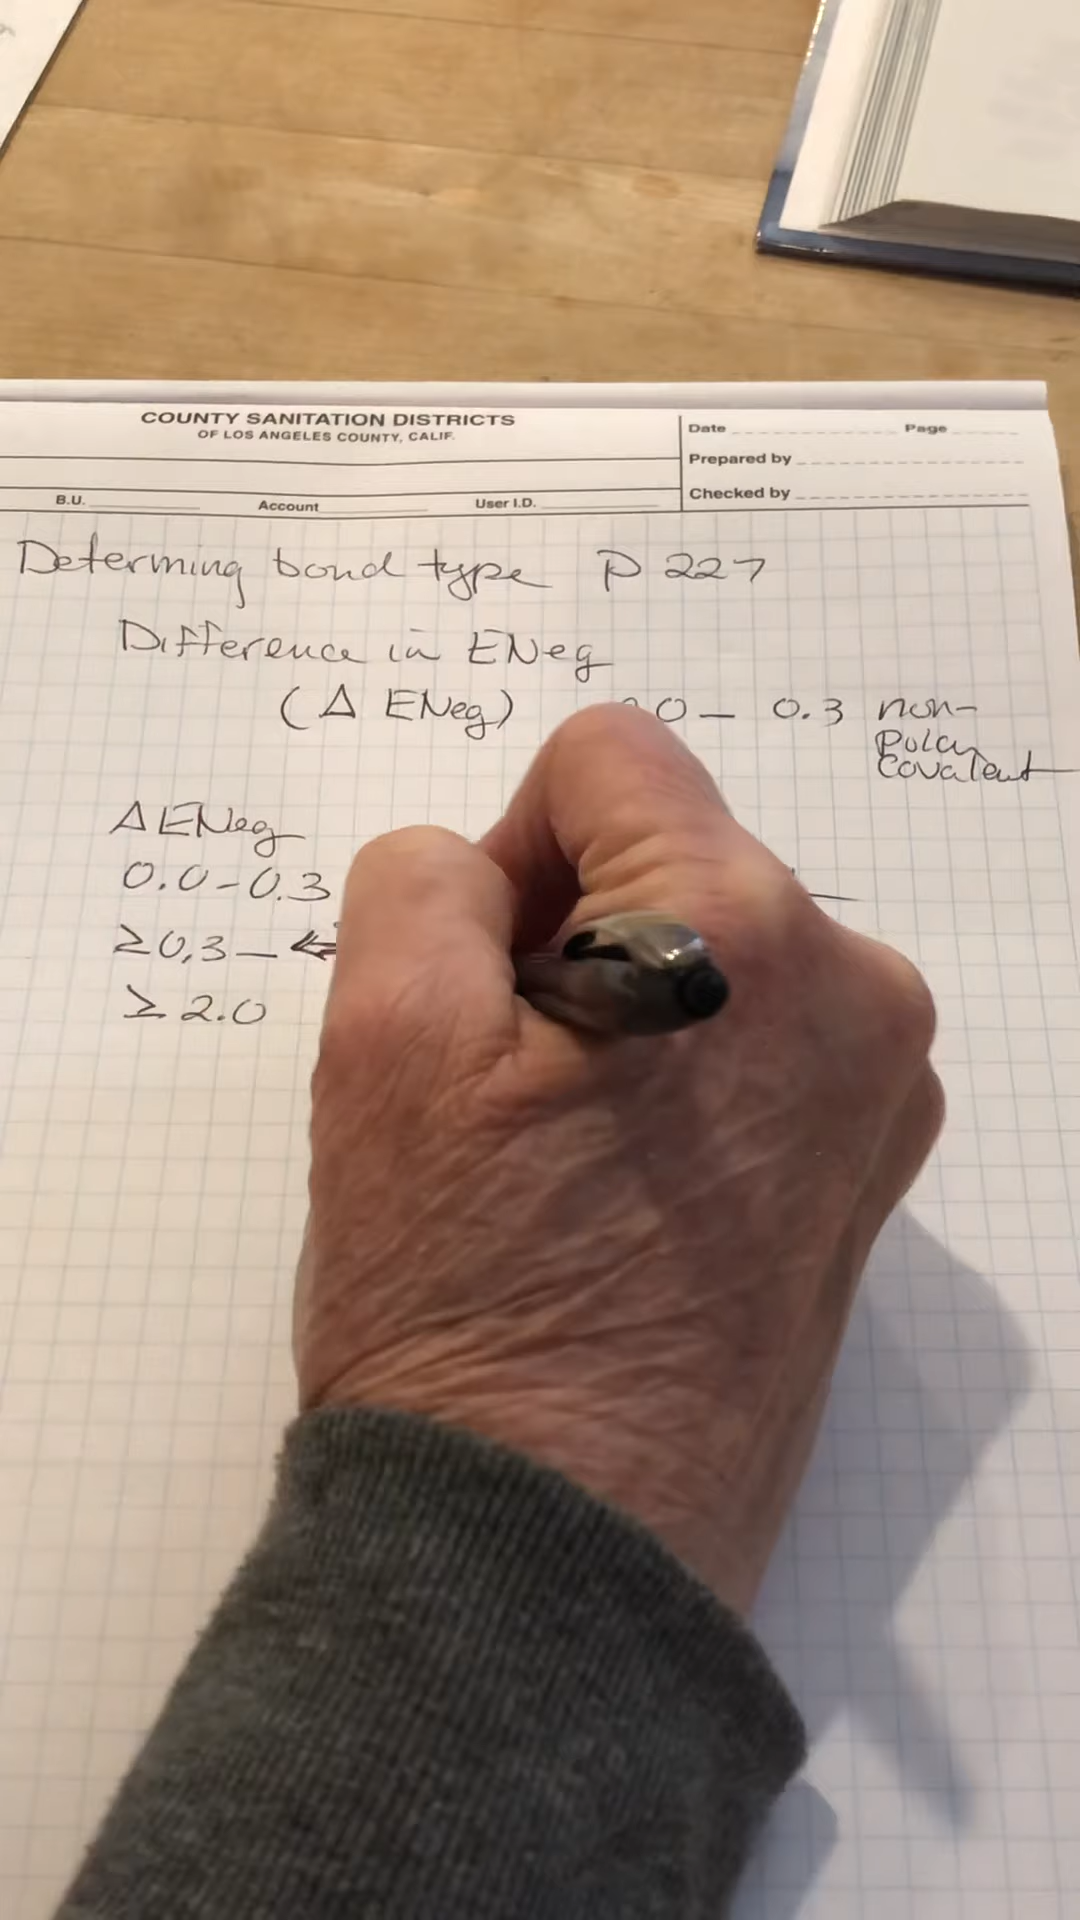 COUNTY SANITATION DISTRICTS
OF LOS ANGELES COUNTY, CALIF.
Date Page
Prepared by
Checked by
B.U. Account User I.D.
Determing bond type P 227
Difference in ENeg
(Δ ENeg) 0 – 0.3 non-
Polar
Covalent
Δ ENeg
0.0-0.3
≥0.3 –
≥ 2.0